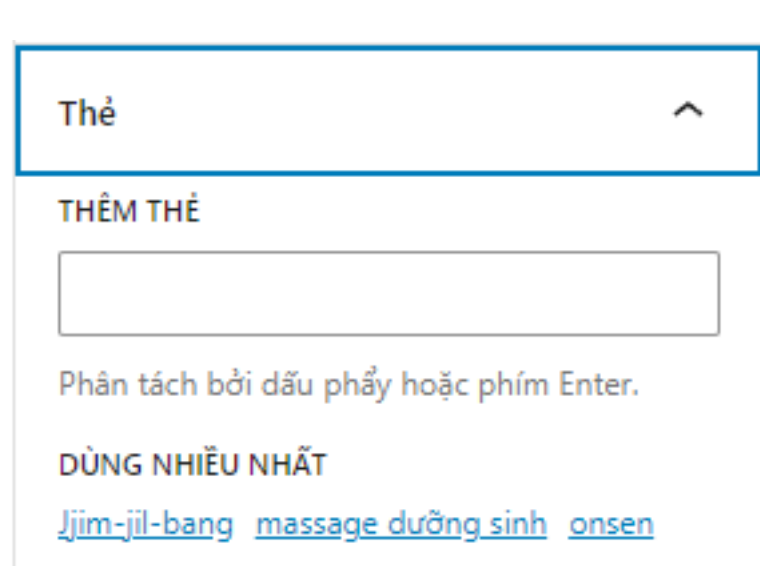 Thẻ
THÊM THẺ
Phân tách bởi dấu phẩy hoặc phím Enter.
DÙNG NHIỀU NHẤT
Jjim-jil-bang massage dưỡng sinh onsen